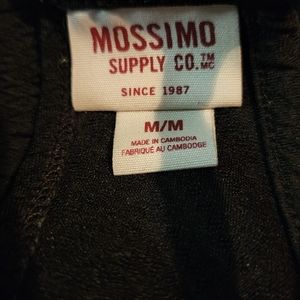 MOSSIMO
SUPPLY CO.™ MC
SINCE 1987
M/M
MADE IN CAMBODIA
FABRIQUÉ AU CAMBODGE